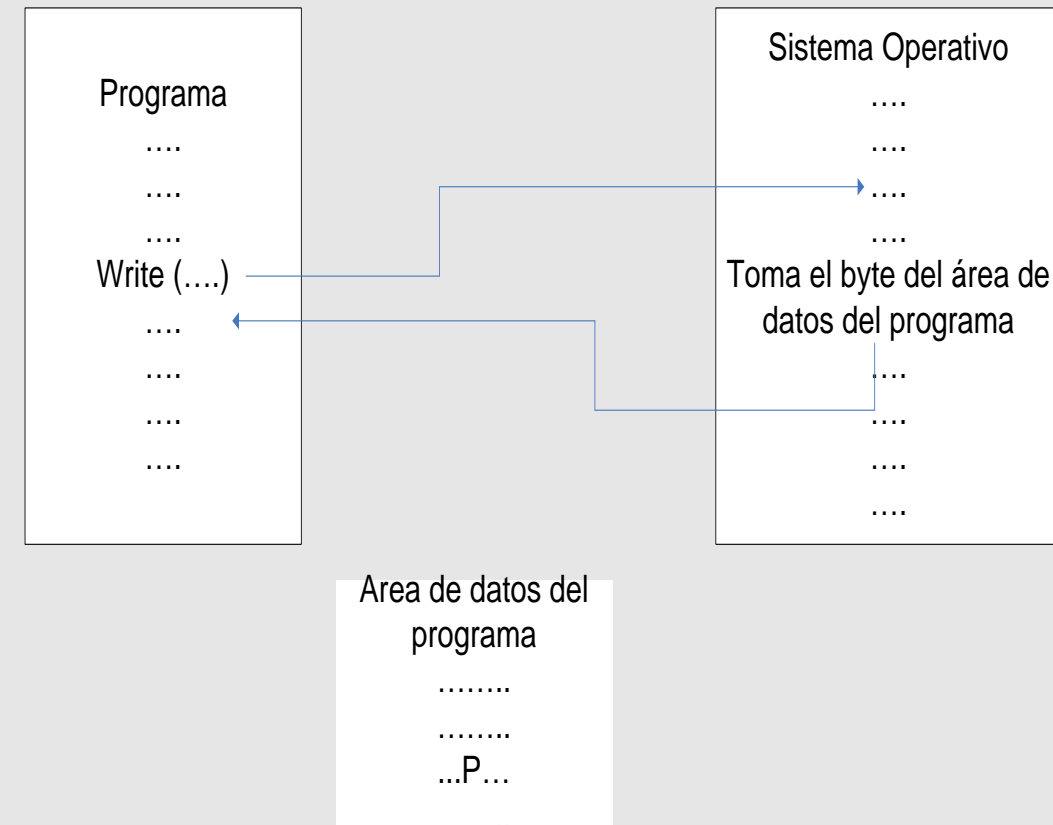 Programa
....
....
....
Write (....)
....
....
....
....
Sistema Operativo
....
....
....
....
Toma el byte del área de
datos del programa
....
....
....
....
Area de datos del
programa
........
........
...P...